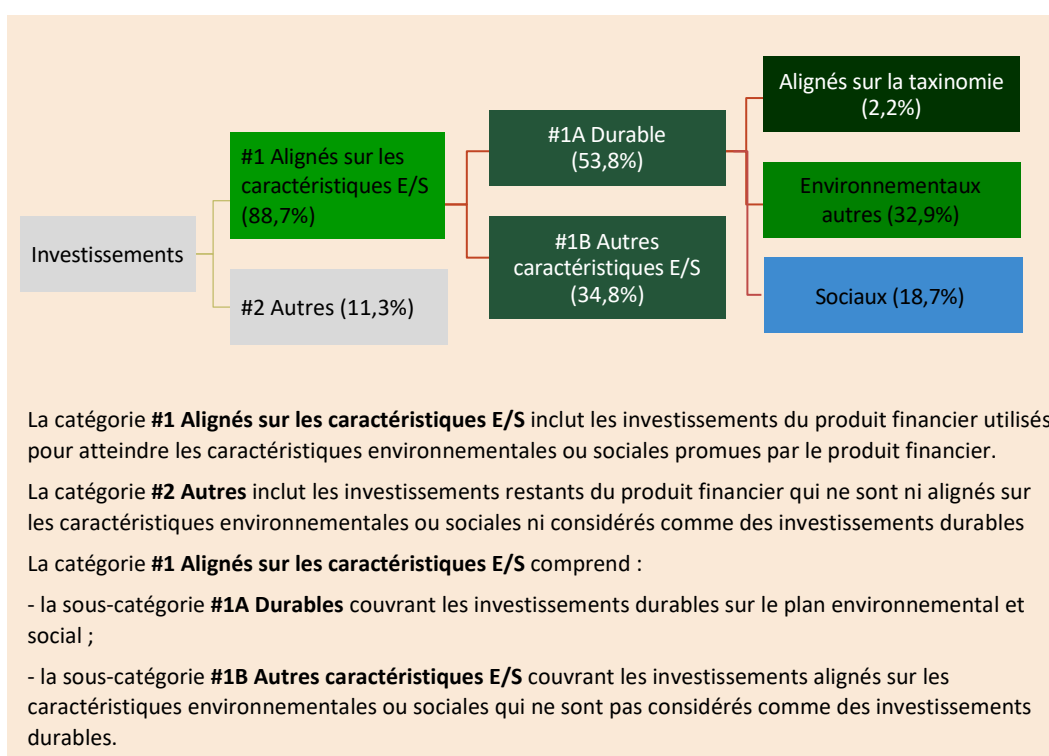 Investissements
#1 Alignés sur les
caractéristiques E/S
(88,7%)
#2 Autres (11,3%)
#1A Durable
(53,8%)
#1B Autres
caractéristiques E/S
(34,8%)
Alignés sur la taxinomie
(2,2%)
Environnementaux
autres (32,9%)
Sociaux (18,7%)
La catégorie #1 Alignés sur les caractéristiques E/S inclut les investissements du produit financier utilisés
pour atteindre les caractéristiques environnementales ou sociales promues par le produit financier.
La catégorie #2 Autres inclut les investissements restants du produit financier qui ne sont ni alignés sur
les caractéristiques environnementales ou sociales ni considérés comme des investissements durables
La catégorie #1 Alignés sur les caractéristiques E/S comprend :
- la sous-catégorie #1A Durables couvrant les investissements durables sur le plan environnemental et
social ;
- la sous-catégorie #1B Autres caractéristiques E/S couvrant les investissements alignés sur les
caractéristiques environnementales ou sociales qui ne sont pas considérés comme des investissements
durables.